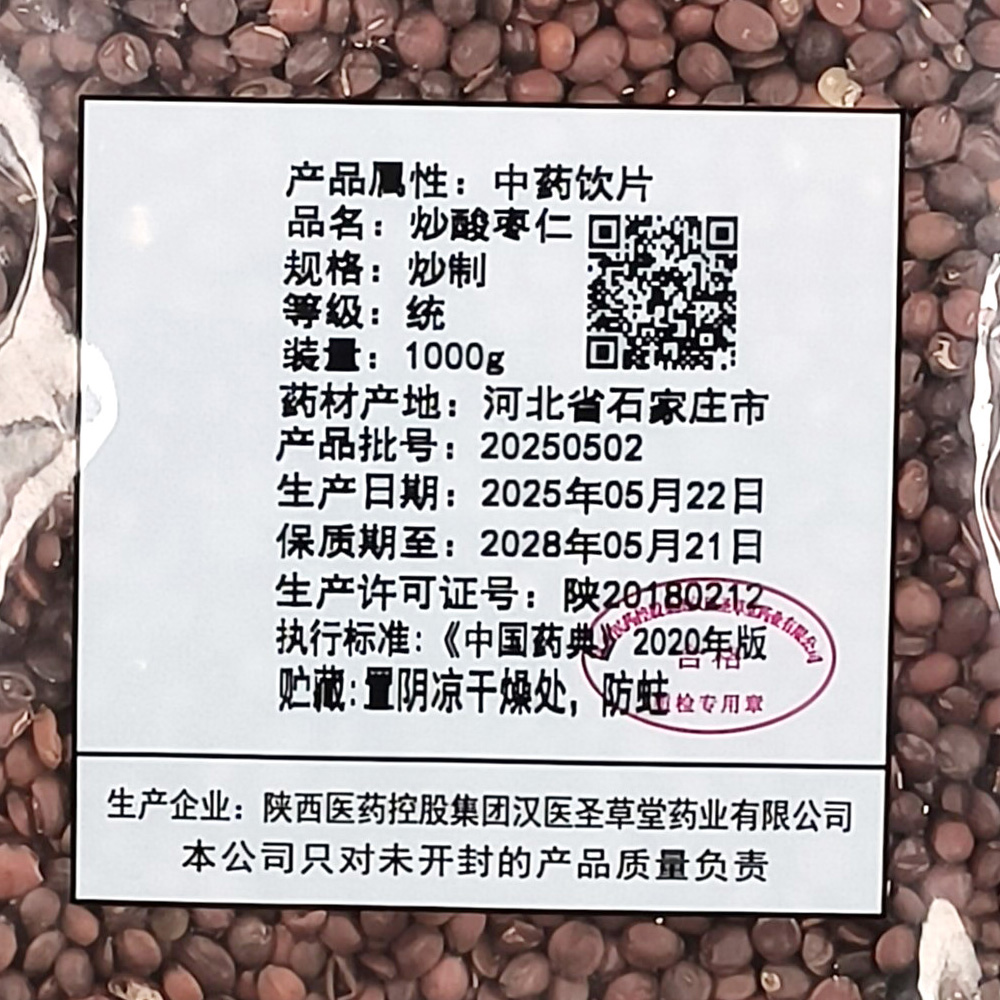 产品属性：中药饮片
品名：炒酸枣仁
规格：炒制
等级：统
装量：1000g
药材产地：河北省石家庄市
产品批号：20250502
生产日期：2025年05月22日
保质期至：2028年05月21日
生产许可证号：陕20180212
执行标准：《中国药典》2020年版
贮藏：置阴凉干燥处，防蛀
合格
质检专用章
生产企业：陕西医药控股集团汉医圣草堂药业有限公司
本公司只对未开封的产品质量负责